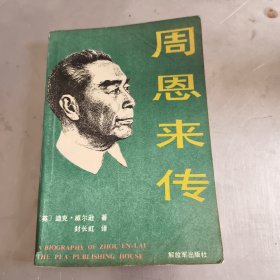 周恩来传
〔英〕迪克·威尔逊 著
封长虹 译
A BIOGRAPHY OF ZHOU EN-LAI
THE PLA PUBLISHING HOUSE
解放军出版社